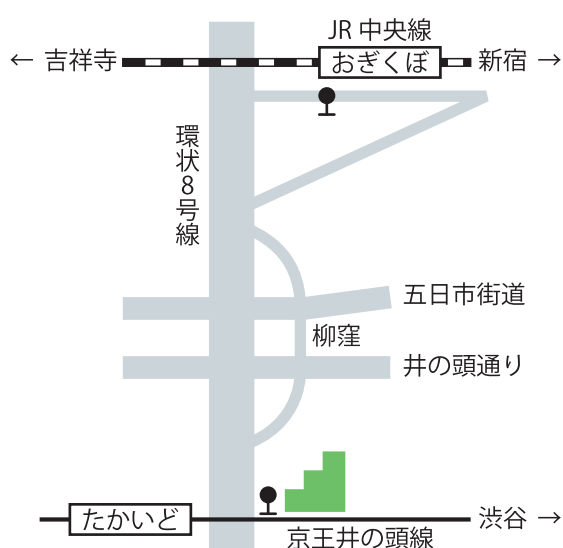 JR 中央線
← 吉祥寺
おぎくぼ
新宿 →
環状8号線
五日市街道
柳窪
井の頭通り
たかいど
渋谷 →
京王井の頭線